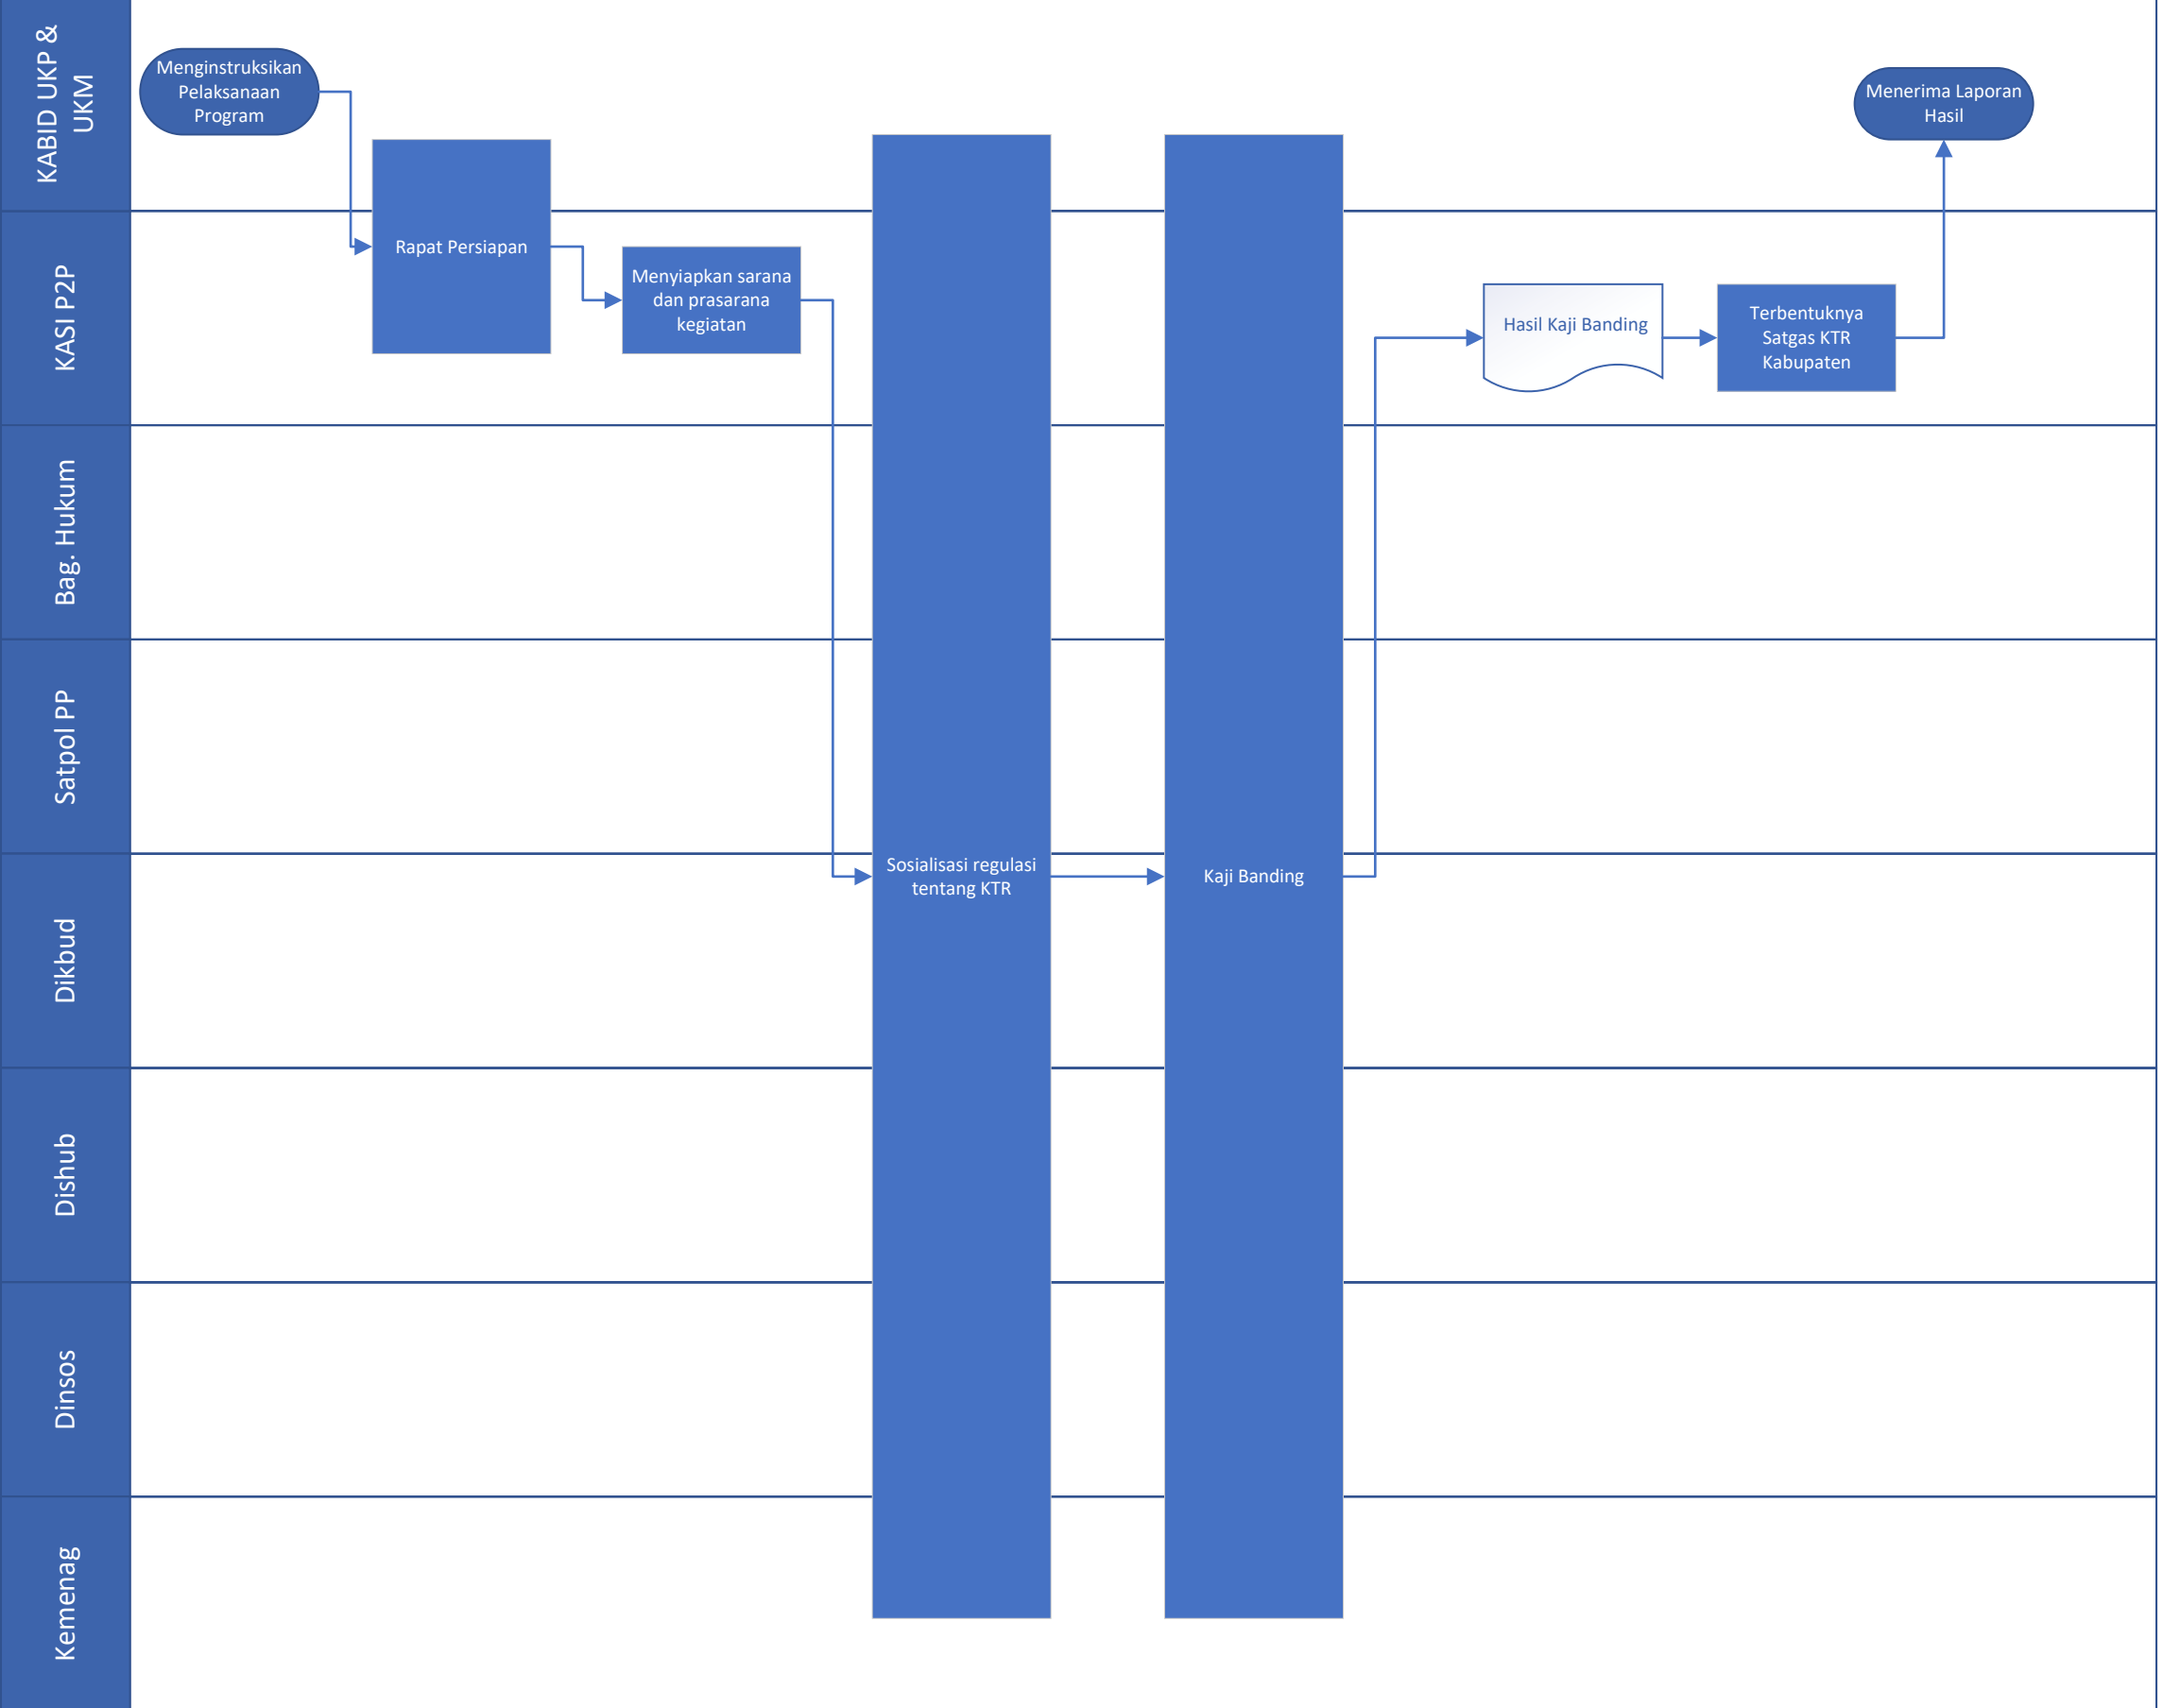 KABID UKP &
UKM
Menginstruksikan
Pelaksanaan
Program
Menerima Laporan
Hasil
KASI P2P
Rapat Persiapan
Menyiapkan sarana
dan prasarana
kegiatan
Hasil Kaji Banding
Terbentuknya
Satgas KTR
Kabupaten
Bag. Hukum
Satpol PP
Dikbud
Sosialisasi regulasi
tentang KTR
Kaji Banding
Dishub
Dinsos
Kemenag